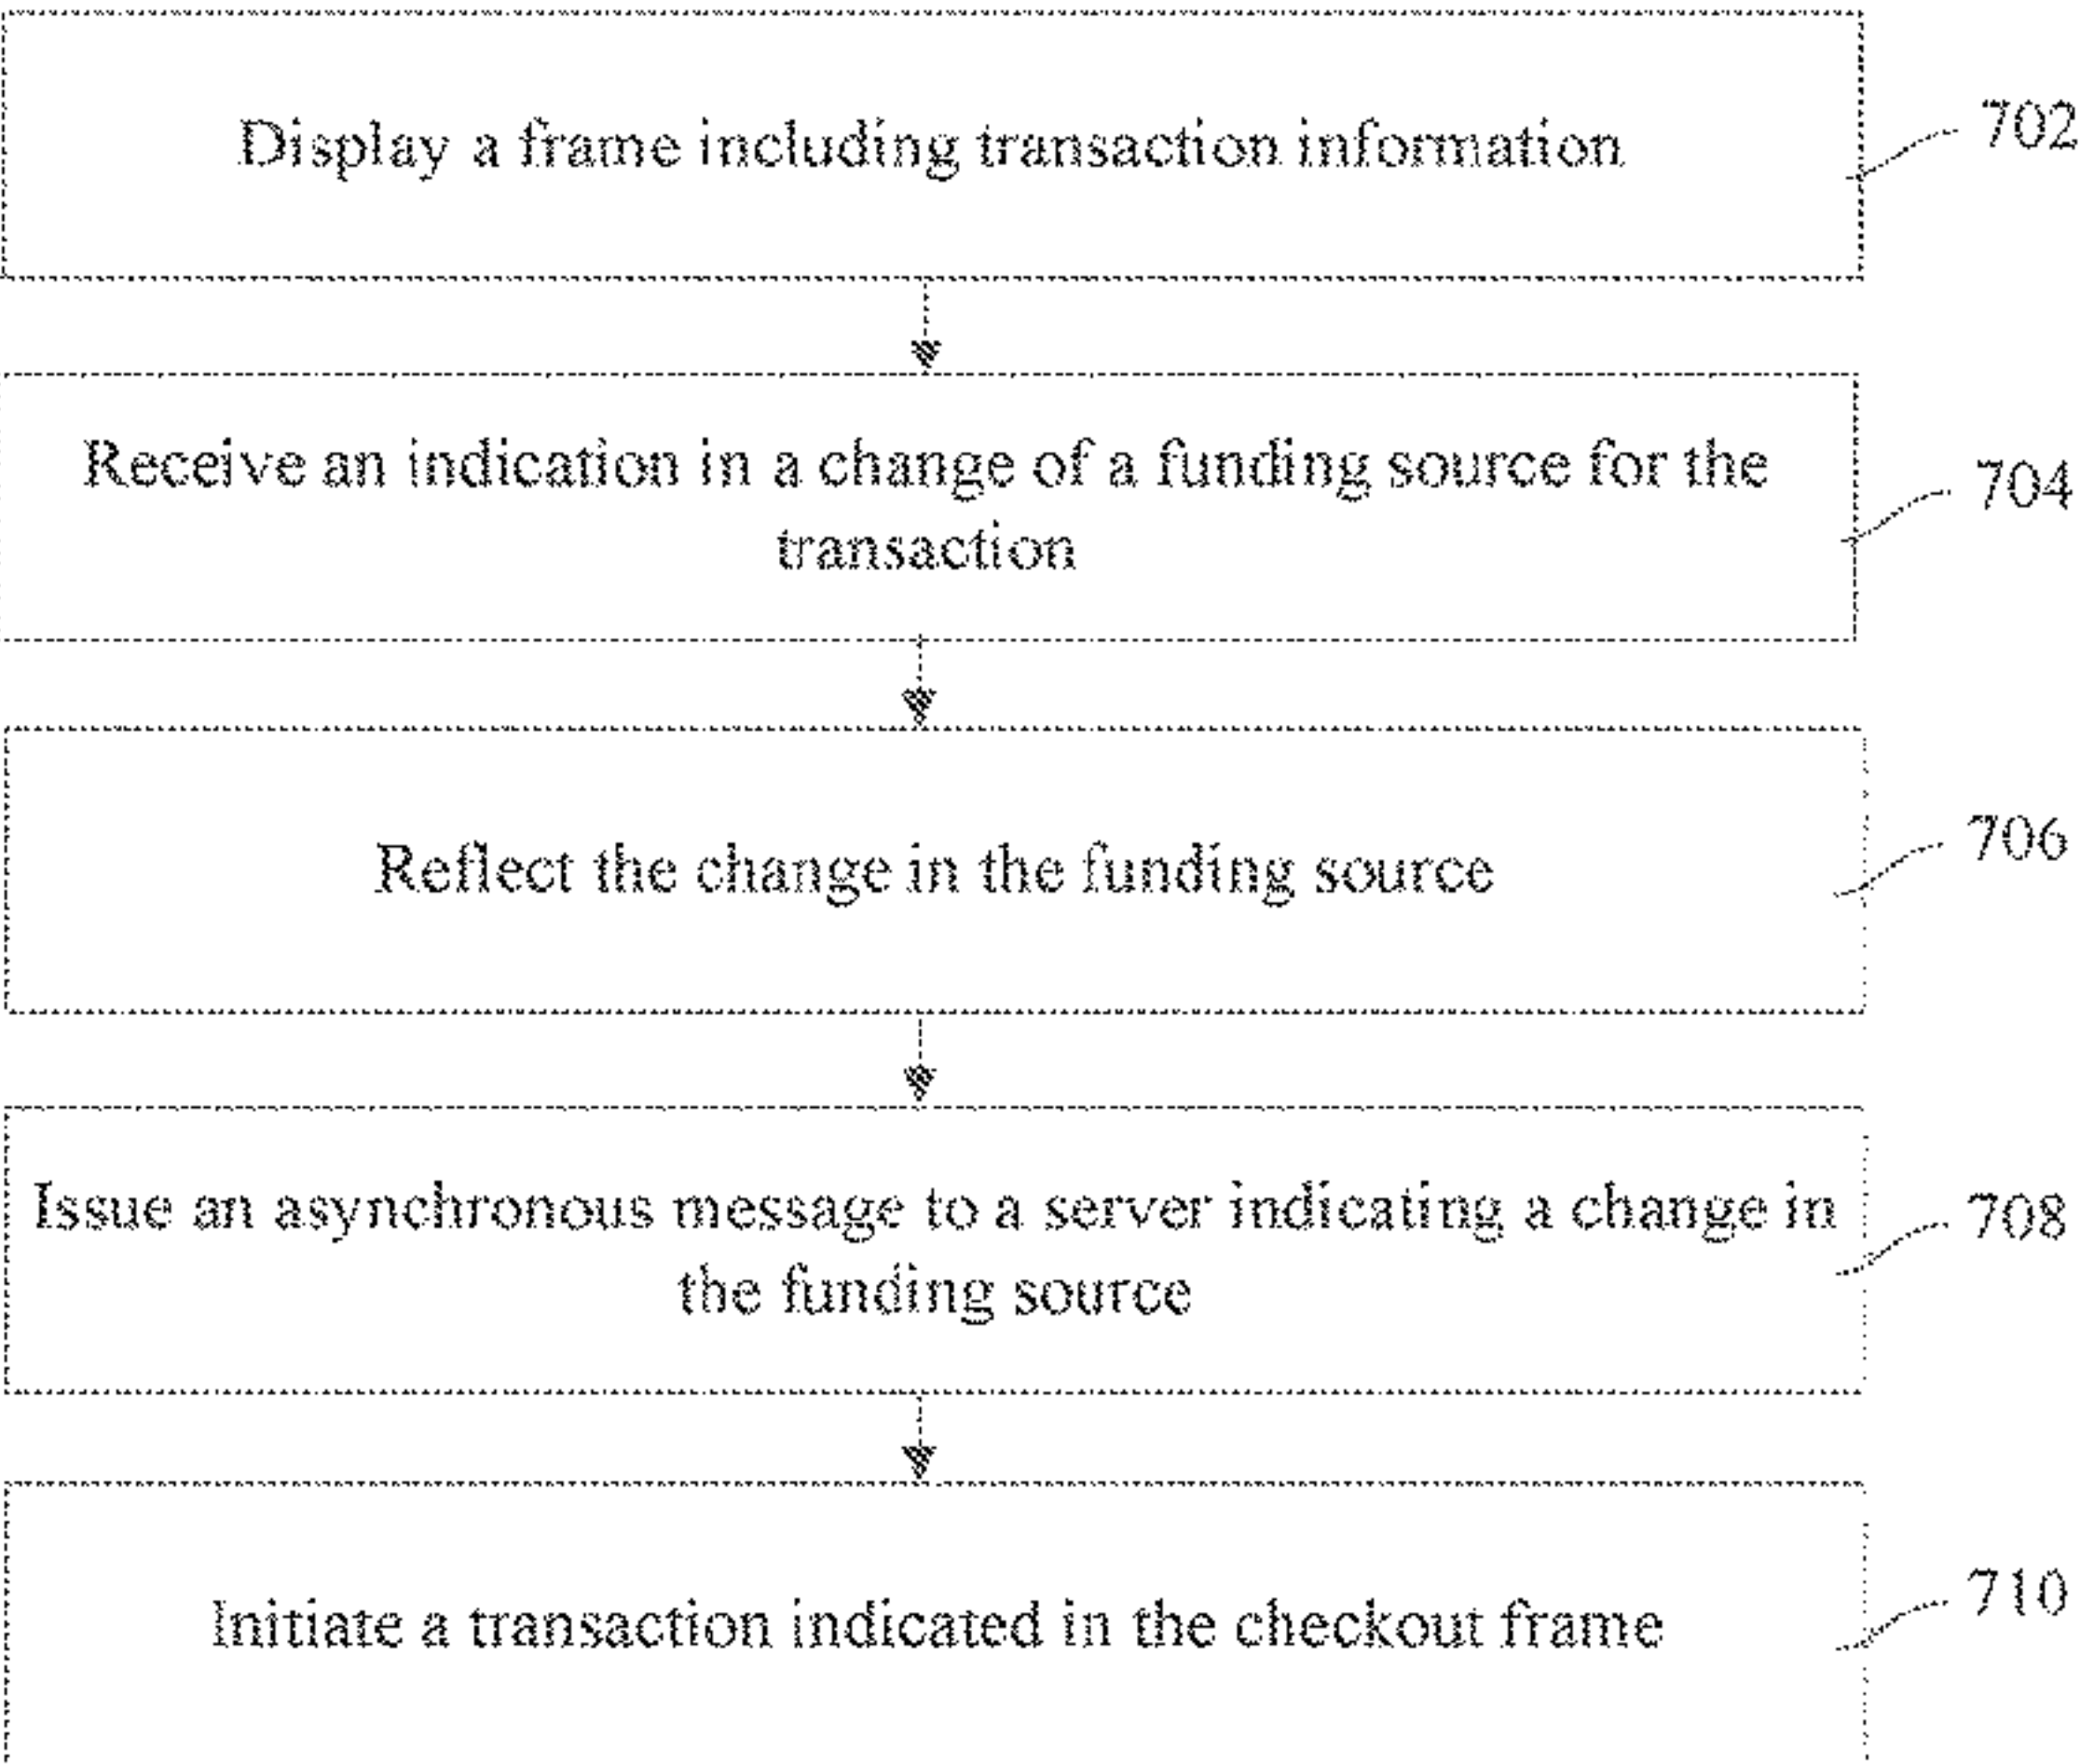 Display a frame including transaction information
702
Receive an indication in a change of a funding source for the
transaction
704
Reflect the change in the funding source
706
Issue an asynchronous message to a server indicating a change in
the funding source
708
Initiate a transaction indicated in the checkout frame
710